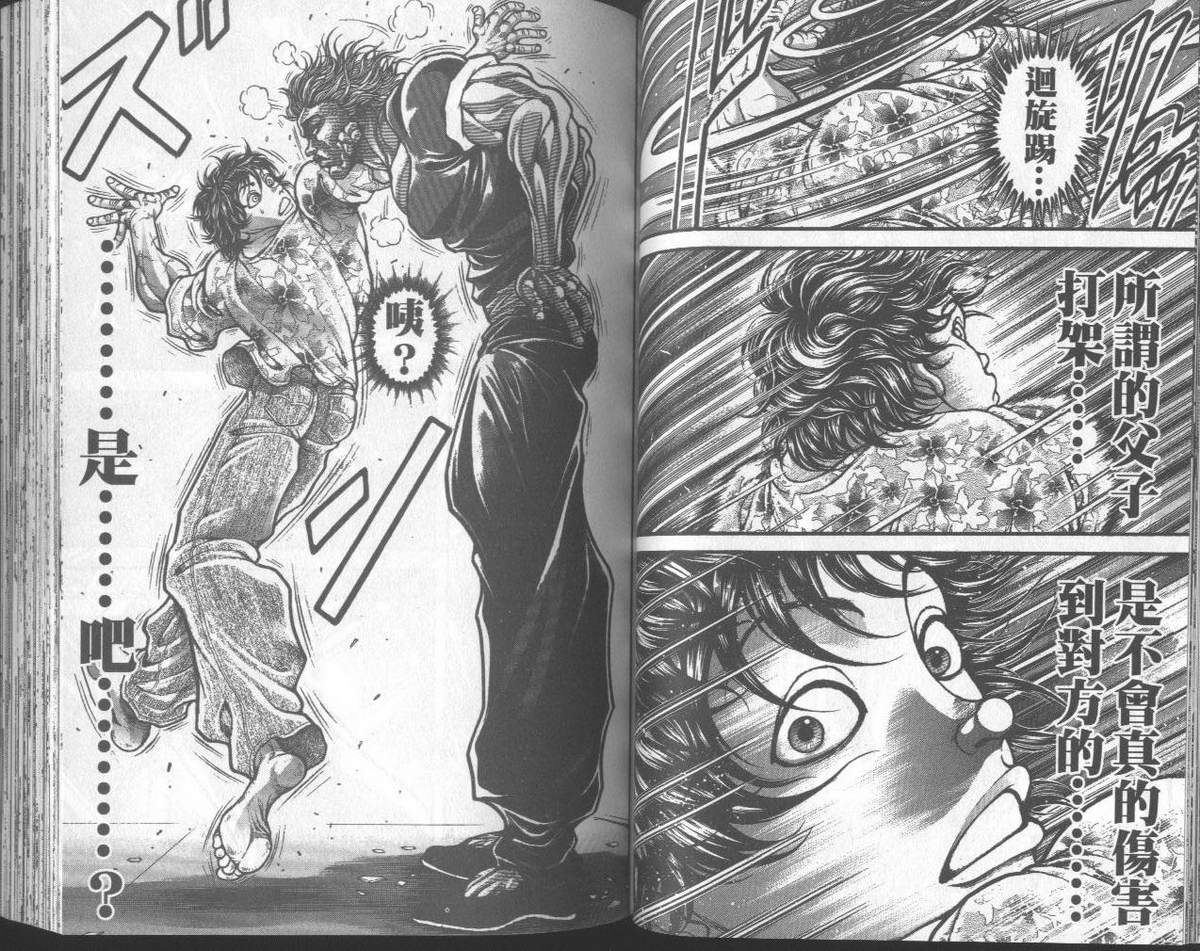 迴旋踢…
所謂的父子
打架………
是不會真的傷害
到對方的…………
ズン
咦？
………是………吧………？